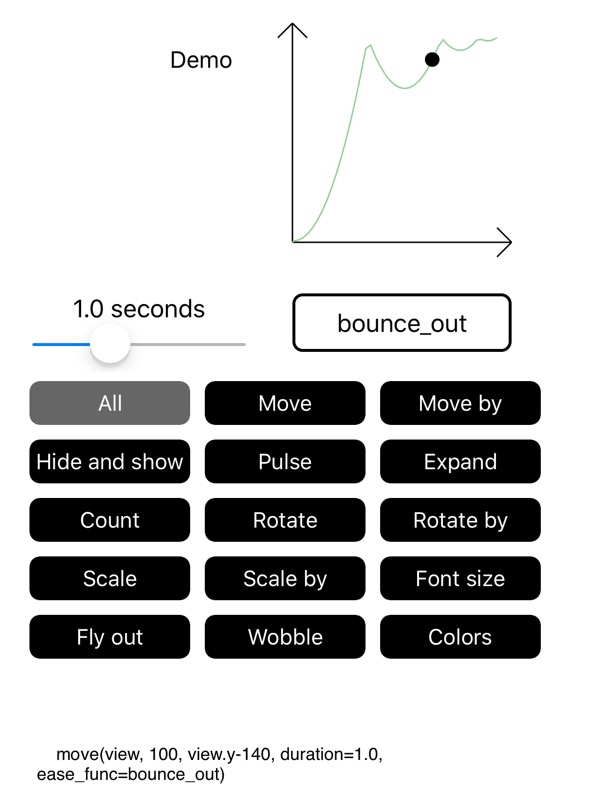 Demo
1.0 seconds
bounce_out
All
Move
Move by
Hide and show
Pulse
Expand
Count
Rotate
Rotate by
Scale
Scale by
Font size
Fly out
Wobble
Colors
move(view, 100, view.y-140, duration=1.0,
ease_func=bounce_out)